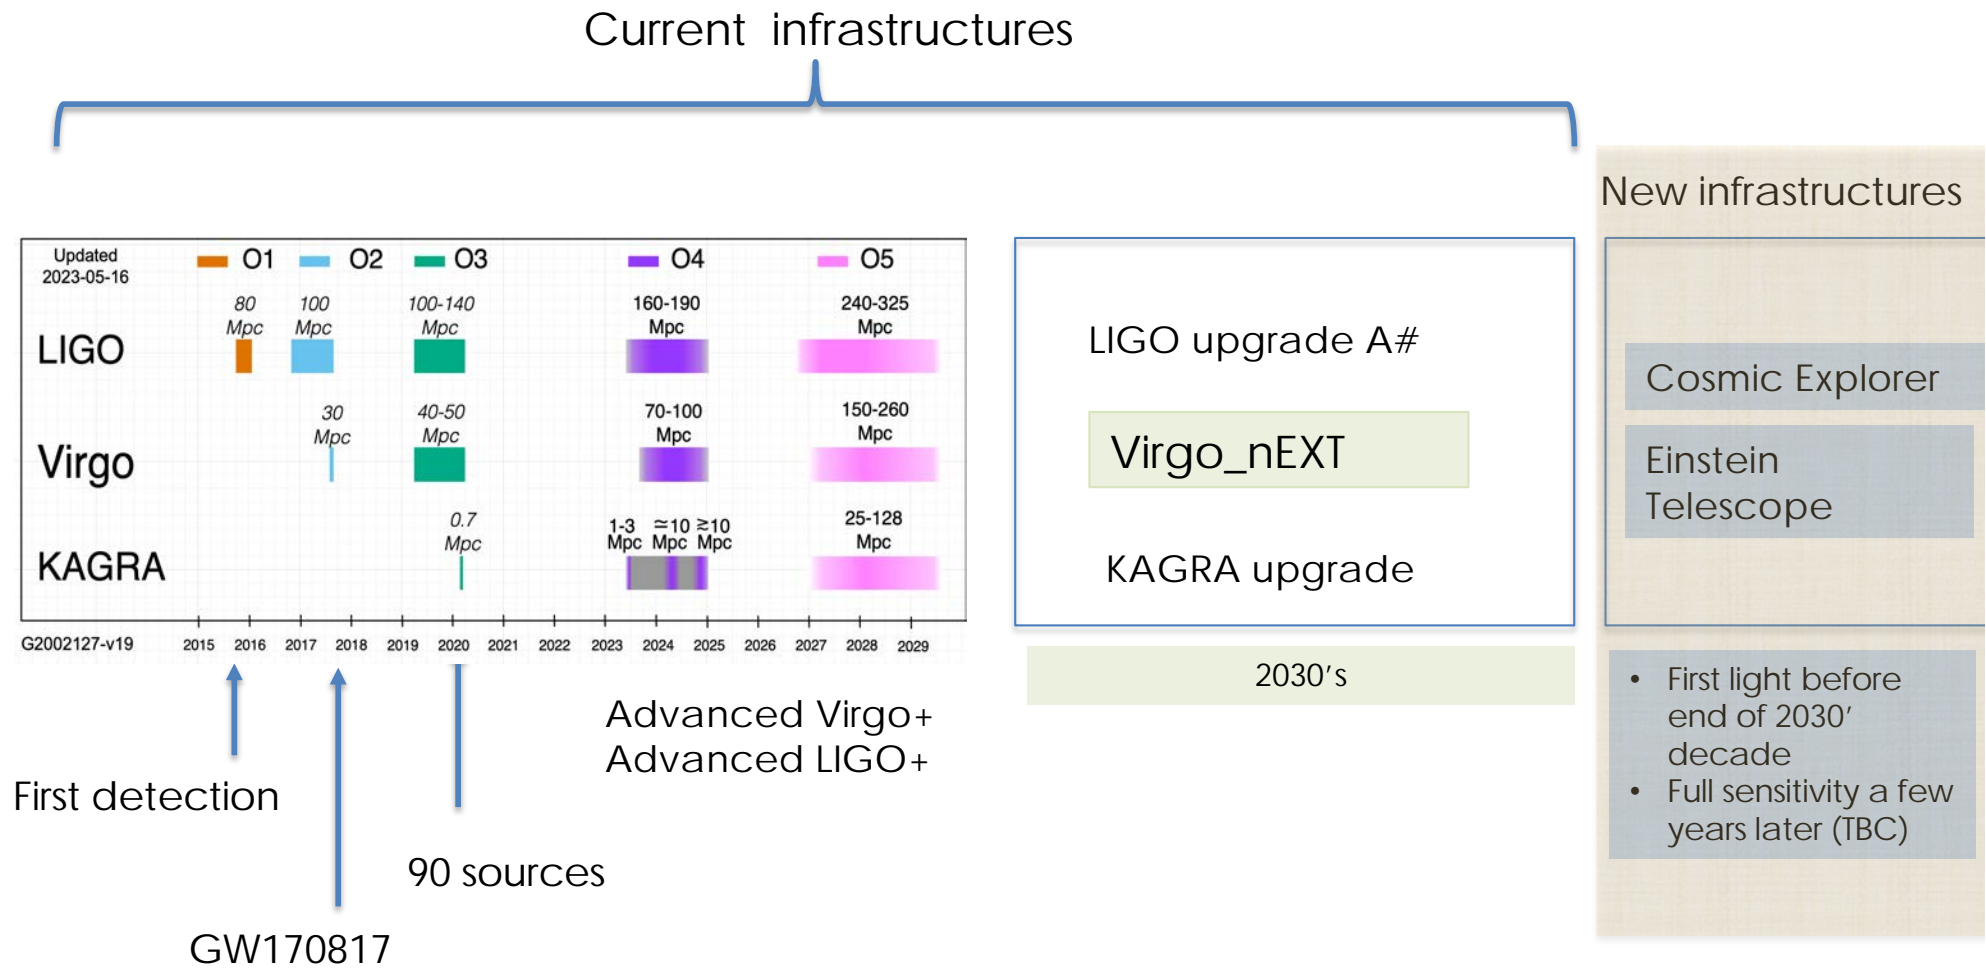 Current infrastructures
New infrastructures
Updated
2023-05-16
O1
O2
O3
O4
O5
LIGO
80
Mpc
100
Mpc
100-140
Mpc
160-190
Mpc
240-325
Mpc
Virgo
30
Mpc
40-50
Mpc
70-100
Mpc
150-260
Mpc
KAGRA
0.7
Mpc
1-3
Mpc
≃10
Mpc
≳10
Mpc
25-128
Mpc
G2002127-v19
2015 2016 2017 2018 2019 2020 2021 2022 2023 2024 2025 2026 2027 2028 2029
LIGO upgrade A#
Virgo_nEXT
KAGRA upgrade
2030's
Cosmic Explorer
Einstein
Telescope
• First light before
end of 2030'
decade
• Full sensitivity a few
years later (TBC)
Advanced Virgo+
Advanced LIGO+
First detection
90 sources
GW170817